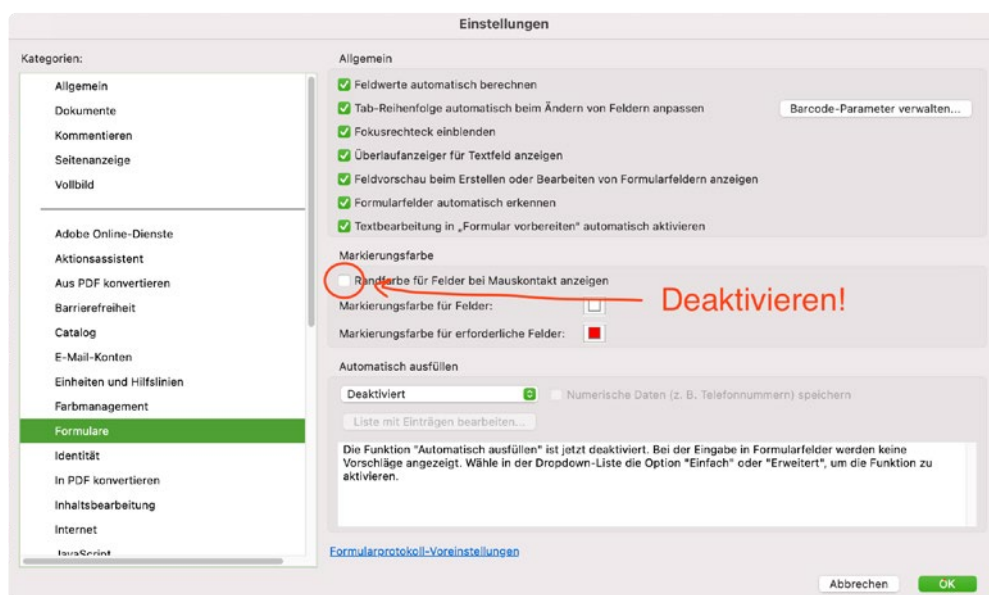 Einstellungen
Kategorien:
Allgemein
Dokumente
Kommentieren
Seitenanzeige
Vollbild
Adobe Online-Dienste
Aktionsassistent
Aus PDF konvertieren
Barrierefreiheit
Catalog
E-Mail-Konten
Einheiten und Hilfslinien
Farbmanagement
Formulare
Identität
In PDF konvertieren
Inhaltsbearbeitung
Internet
JavaScript
Allgemein
Feldwerte automatisch berechnen
Tab-Reihenfolge automatisch beim Ändern von Feldern anpassen
Barcode-Parameter verwalten...
Fokusrechteck einblenden
Überlaufanzeiger für Textfeld anzeigen
Feldvorschau beim Erstellen oder Bearbeiten von Formularfeldern anzeigen
Formularfelder automatisch erkennen
Textbearbeitung in „Formular vorbereiten“ automatisch aktivieren
Markierungsfarbe
Randfarbe für Felder bei Mauskontakt anzeigen
Deaktivieren!
Markierungsfarbe für Felder:
Markierungsfarbe für erforderliche Felder:
Automatisch ausfüllen
Deaktiviert
Numerische Daten (z. B. Telefonnummern) speichern
Liste mit Einträgen bearbeiten...
Die Funktion "Automatisch ausfüllen" ist jetzt deaktiviert. Bei der Eingabe in Formularfelder werden keine
Vorschläge angezeigt. Wähle in der Dropdown-Liste die Option "Einfach" oder "Erweitert", um die Funktion zu
aktivieren.
Formularprotokoll-Voreinstellungen
Abbrechen
OK